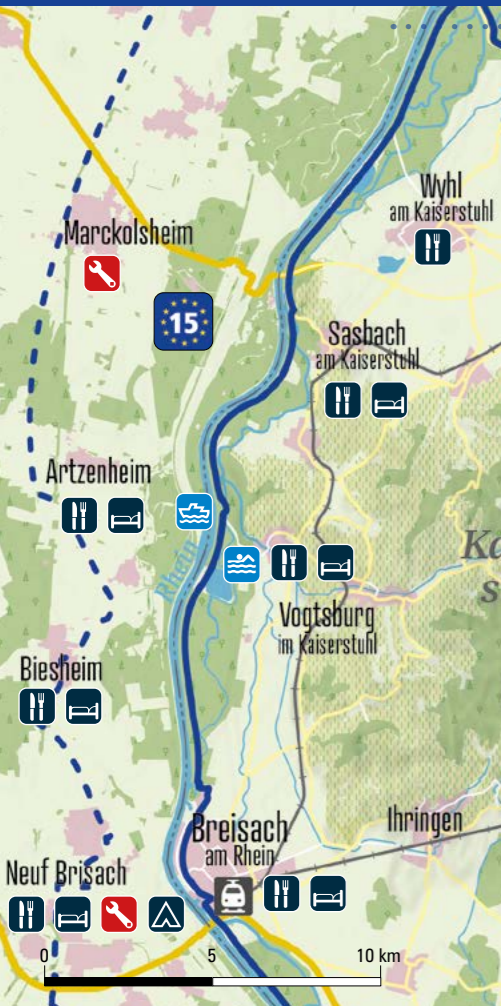 Wyhl
am Kaiserstuhl
Marckolsheim
15
Sasbach
am Kaiserstuhl
Artzenheim
Rhein
Ka
s
Vogtsburg
im Kaiserstuhl
Biesheim
Breisach
am Rhein
Ihringen
Neuf Brisach
0 5 10 km